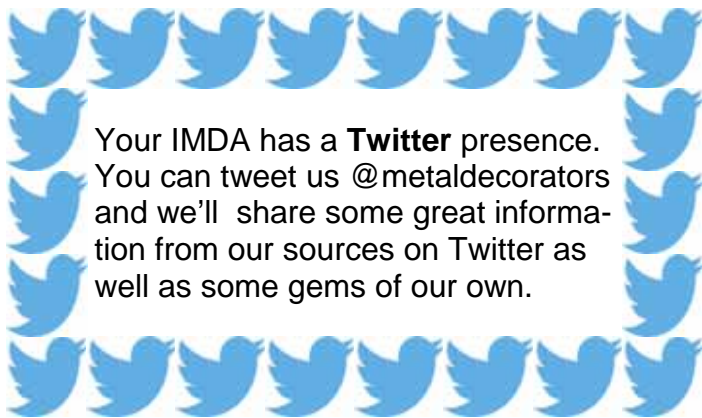 Your IMDA has a Twitter presence.
You can tweet us @metaldecorators
and we'll  share some great informa-
tion from our sources on Twitter as
well as some gems of our own.